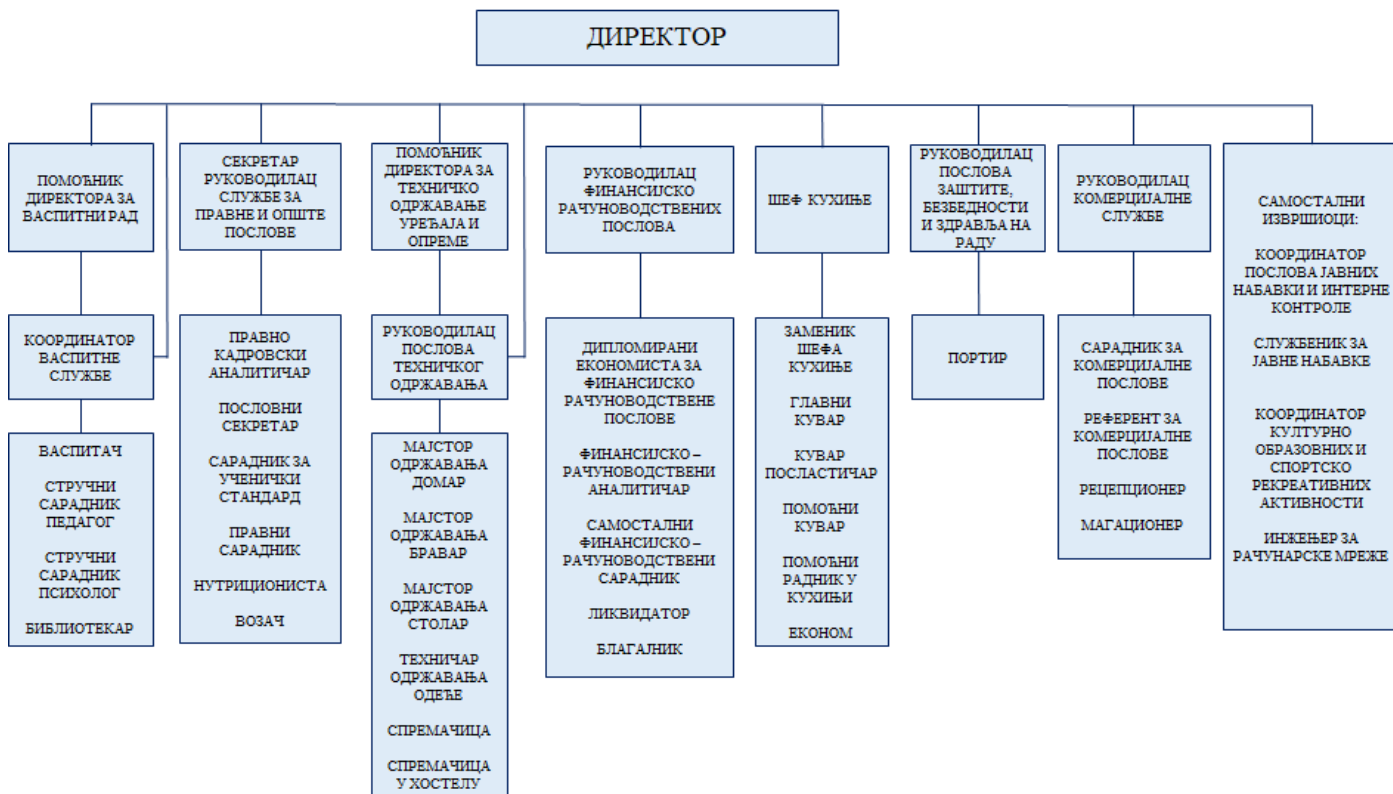 ДИРЕКТОР
ПОМОЋНИК
ДИРЕКТОРА ЗА
ВАСПИТНИ РАД
СЕКРЕТАР
РУКОВОДИЛАЦ
СЛУЖБЕ ЗА
ПРАВНЕ И ОПШТЕ
ПОСЛОВЕ
ПОМОЋНИК
ДИРЕКТОРА ЗА
ТЕХНИЧКО
ОДРЖАВАЊЕ
УРЕЂАЈА И
ОПРЕМЕ
РУКОВОДИЛАЦ
ФИНАНСИЈСКО
РАЧУНОВОДСТВЕНИХ
ПОСЛОВА
ШЕФ КУХИЊЕ
РУКОВОДИЛАЦ
ПОСЛОВА
ЗАШТИТЕ,
БЕЗБЕДНОСТИ
И ЗДРАВЉА НА
РАДУ
РУКОВОДИЛАЦ
КОМЕРЦИЈАЛНЕ
СЛУЖБЕ
САМОСТАЛНИ
ИЗВРШИОЦИ:
КООРДИНАТОР
ПОСЛОВА ЈАВНИХ
НАБАВКИ И ИНТЕРНЕ
КОНТРОЛЕ
СЛУЖБЕНИК ЗА
ЈАВНЕ НАБАВКЕ
КООРДИНАТОР
КУЛТУРНО
ОБРАЗОВНИХ И
СПОРТСКО
РЕКРЕАТИВНИХ
АКТИВНОСТИ
ИНЖЕЊЕР ЗА
РАЧУНАРСКЕ МРЕЖЕ
КООРДИНАТОР
ВАСПИТНЕ
СЛУЖБЕ
ВАСПИТАЧ
СТРУЧНИ
САРАДНИК
ПЕДАГОГ
СТРУЧНИ
САРАДНИК
ПСИХОЛОГ
БИБЛИОТЕКАР
ПРАВНО
КАДРОВСКИ
АНАЛИТИЧАР
ПОСЛОВНИ
СЕКРЕТАР
САРАДНИК ЗА
УЧЕНИЧКИ
СТАНДАРД
ПРАВНИ
САРАДНИК
НУТРИЦИОНИСТА
ВОЗАЧ
РУКОВОДИЛАЦ
ПОСЛОВА
ТЕХНИЧКОГ
ОДРЖАВАЊА
МАЈСТОР
ОДРЖАВАЊА
ДОМАР
МАЈСТОР
ОДРЖАВАЊА
БРАВАР
МАЈСТОР
ОДРЖАВАЊА
СТОЛАР
ТЕХНИЧАР
ОДРЖАВАЊА
ОДЕЋЕ
СПРЕМАЧИЦА
СПРЕМАЧИЦА
У ХОСТЕЛУ
ДИПЛОМИРАНИ
ЕКОНОМИСТА ЗА
ФИНАНСИЈСКО
РАЧУНОВОДСТВЕНЕ
ПОСЛОВЕ
ФИНАНСИЈСКО –
РАЧУНОВОДСТВЕНИ
АНАЛИТИЧАР
САМОСТАЛНИ
ФИНАНСИЈСКО –
РАЧУНОВОДСТВЕНИ
САРАДНИК
ЛИКВИДАТОР
БЛАГАЈНИК
ЗАМЕНИК
ШЕФА
КУХИЊЕ
ГЛАВНИ
КУВАР
КУВАР
ПОСЛАСТИЧАР
ПОМОЋНИ
КУВАР
ПОМОЋНИ
РАДНИК У
КУХИЊИ
ЕКОНОМ
ПОРТИР
САРАДНИК ЗА
КОМЕРЦИЈАЛНЕ
ПОСЛОВЕ
РЕФЕРЕНТ ЗА
КОМЕРЦИЈАЛНЕ
ПОСЛОВЕ
РЕЦЕПЦИОНЕР
МАГАЦИОНЕР